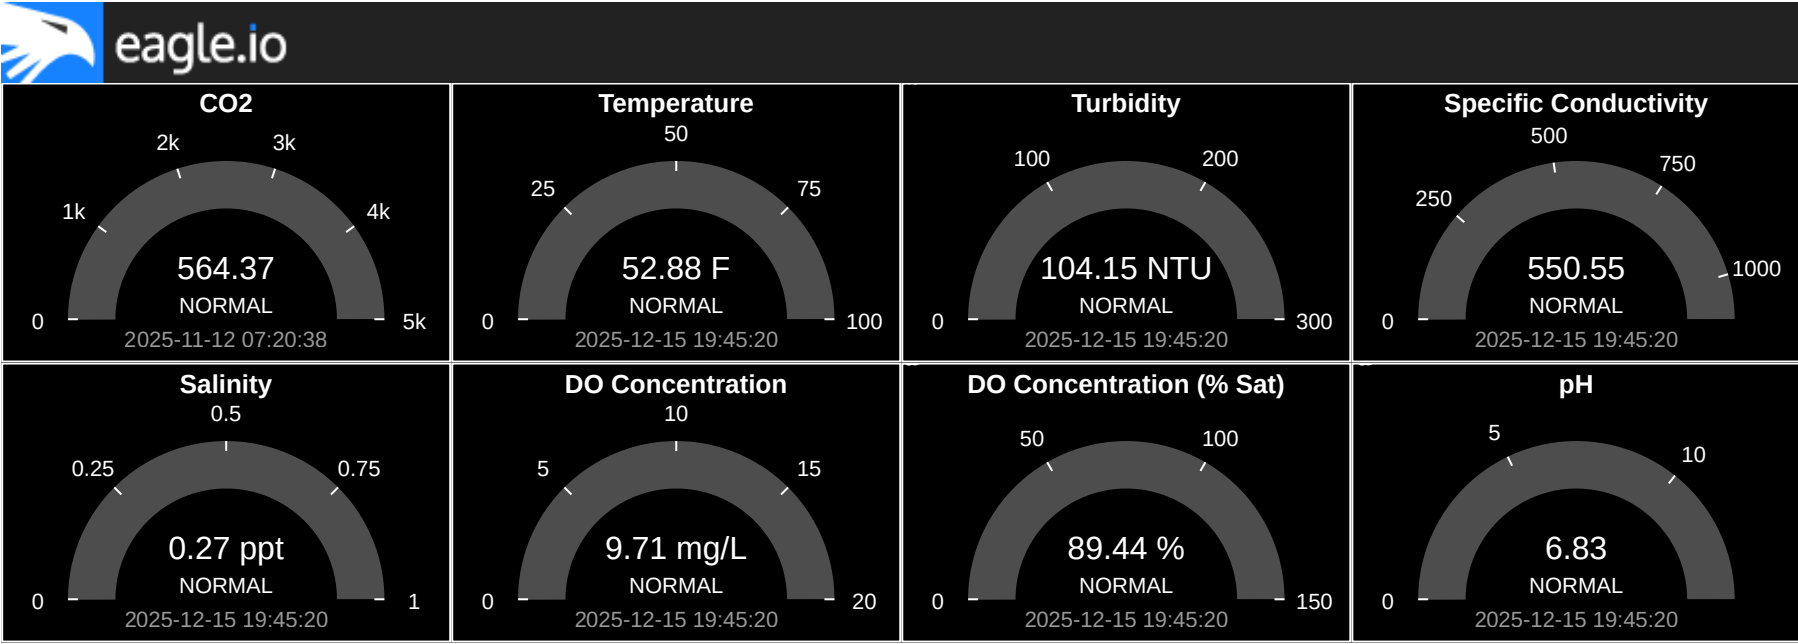 eagle.io
CO2
2k 3k
1k 4k
564.37
NORMAL
0 5k
2025-11-12 07:20:38
Temperature
50
25 75
52.88 F
NORMAL
0 100
2025-12-15 19:45:20
Turbidity
100 200
104.15 NTU
NORMAL
0 300
2025-12-15 19:45:20
Specific Conductivity
500
750
250
550.55 1000
NORMAL
0
2025-12-15 19:45:20
Salinity
0.5
0.25 0.75
0.27 ppt
NORMAL
0 1
2025-12-15 19:45:20
DO Concentration
10
5 15
9.71 mg/L
NORMAL
0 20
2025-12-15 19:45:20
DO Concentration (% Sat)
50 100
89.44 %
NORMAL
0 150
2025-12-15 19:45:20
pH
5
10
6.83
NORMAL
0
2025-12-15 19:45:20